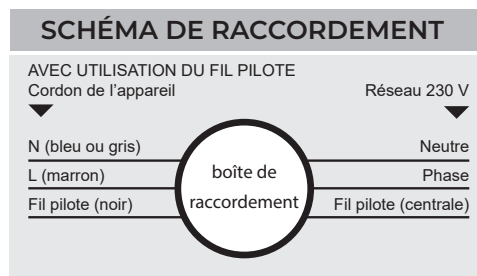 SCHÉMA DE RACCORDEMENT
AVEC UTILISATION DU FIL PILOTE
Cordon de l'appareil
Réseau 230 V
N (bleu ou gris)
Neutre
L (marron)
Phase
Fil pilote (noir)
Fil pilote (centrale)
boîte de
raccordement